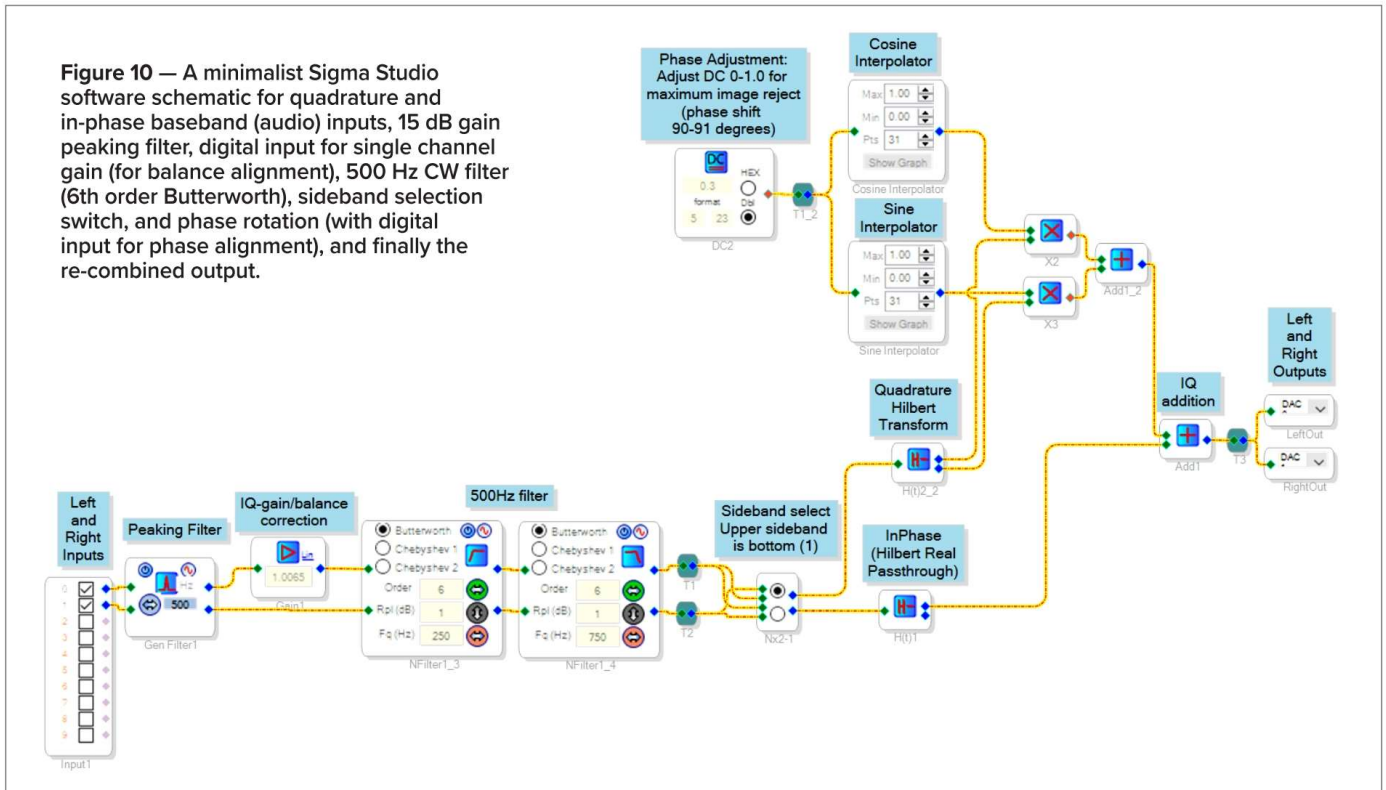 Figure 10 — A minimalist Sigma Studio
software schematic for quadrature and
in-phase baseband (audio) inputs, 15 dB gain
peaking filter, digital input for single channel
gain (for balance alignment), 500 Hz CW filter
(6th order Butterworth), sideband selection
switch, and phase rotation (with digital
input for phase alignment), and finally the
re-combined output.
Phase Adjustment:
Adjust DC 0-1.0 for
maximum image reject
(phase shift
90-91 degrees)
DC
HEX
0.3
format
Dbl
5 23
DC2
T1_2
Cosine
Interpolator
Max 1.00
Min 0.00
Pts 31
Show Graph
Cosine Interpolator
Sine
Interpolator
Max 1.00
Min 0.00
Pts 31
Show Graph
Sine Interpolator
X2
X3
Add1_2
Quadrature
Hilbert
Transform
H(t)2_2
IQ
addition
Add1
T3
Left
and
Right
Outputs
DAC
LeftOut
DAC
RightOut
Left
and
Right
Inputs
0
1
2
3
4
5
6
7
8
9
Input1
Peaking Filter
Hz
500
Gen Filter1
IQ-gain/balance
correction
Lin
1.0065
Gain1
500Hz filter
Butterworth
Chebyshev 1
Chebyshev 2
Order 6
Rpl (dB) 1
Fq (Hz) 250
NFilter1_3
Butterworth
Chebyshev 1
Chebyshev 2
Order 6
Rpl (dB) 1
Fq (Hz) 750
NFilter1_4
T1
T2
Sideband select
Upper sideband
is bottom (1)
Nx2-1
InPhase
(Hilbert Real
Passthrough)
H(t)1